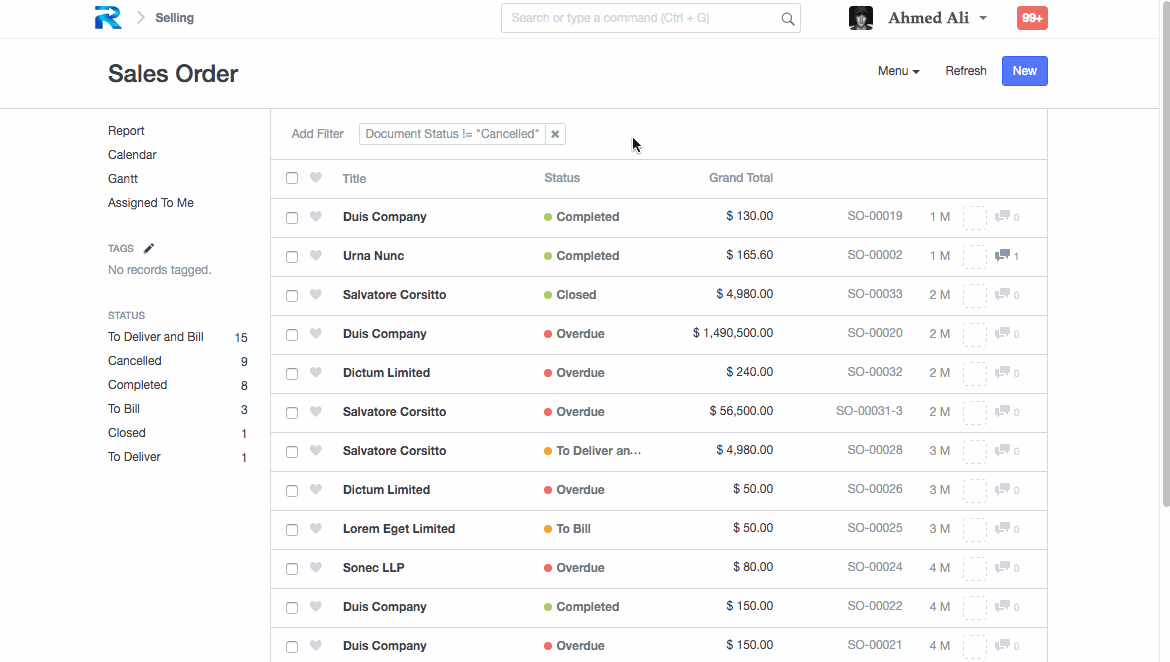 Selling
Search or type a command (Ctrl + G)
Ahmed Ali
99+
Sales Order
Menu
Refresh
New
Report
Calendar
Gantt
Assigned To Me
TAGS
No records tagged.
STATUS
To Deliver and Bill 15
Cancelled 9
Completed 8
To Bill 3
Closed 1
To Deliver 1
Add Filter Document Status != "Cancelled" ×
Title Status Grand Total
Duis Company Completed $ 130.00 SO-00019 1 M 0
Urna Nunc Completed $ 165.60 SO-00002 1 M 1
Salvatore Corsitto Closed $ 4,980.00 SO-00033 2 M 0
Duis Company Overdue $ 1,490,500.00 SO-00020 2 M 0
Dictum Limited Overdue $ 240.00 SO-00032 2 M 0
Salvatore Corsitto Overdue $ 56,500.00 SO-00031-3 2 M 0
Salvatore Corsitto To Deliver an... $ 4,980.00 SO-00028 3 M 0
Dictum Limited Overdue $ 50.00 SO-00026 3 M 0
Lorem Eget Limited To Bill $ 50.00 SO-00025 3 M 0
Sonec LLP Overdue $ 80.00 SO-00024 4 M 0
Duis Company Completed $ 150.00 SO-00022 4 M 0
Duis Company Overdue $ 150.00 SO-00021 4 M 0